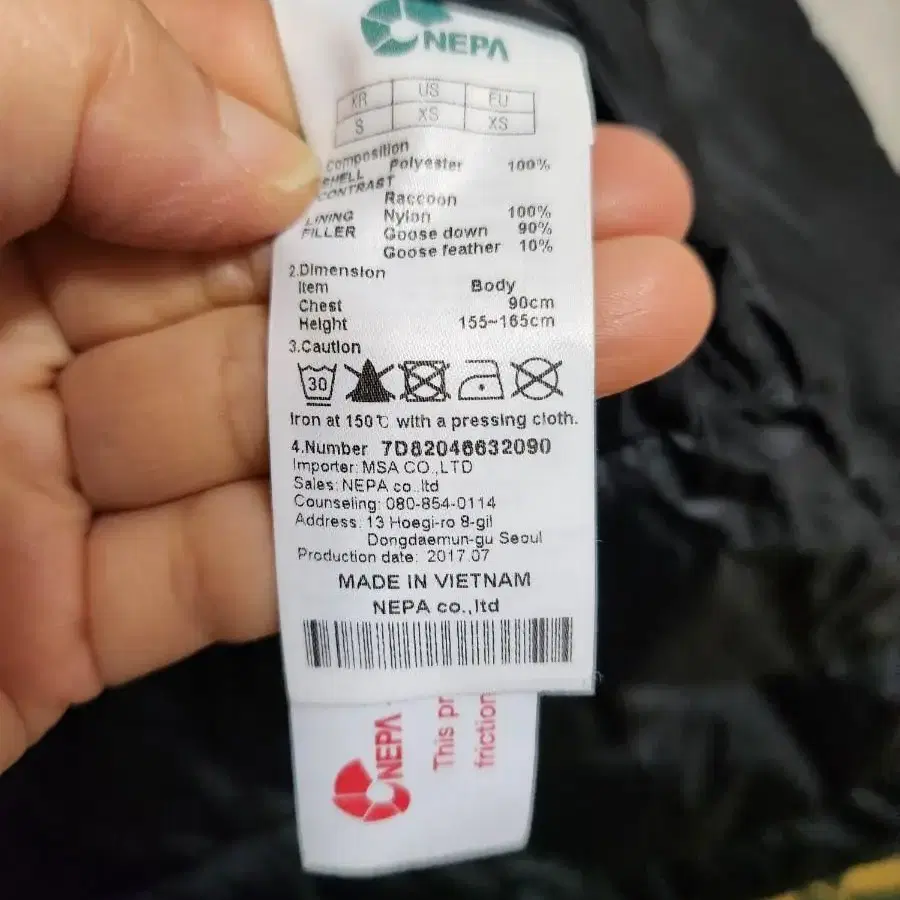 NEPA
KR US EU
S XS XS
Composition
SHELL Polyester 100%
CONTRAST
Raccoon
LINING Nylon 100%
FILLER Goose down 90%
Goose feather 10%
2.Dimension
Item Body
Chest 90cm
Height 155~165cm
3.Caution
30
Iron at 150℃ with a pressing cloth.
4.Number 7D82046632090
Importer: MSA CO.,LTD
Sales: NEPA co.,ltd
Counseling: 080-854-0114
Address: 13 Hoegi-ro 8-gil
Dongdaemun-gu Seoul
Production date: 2017.07
MADE IN VIETNAM
NEPA co.,ltd
NEPA
This pr
friction